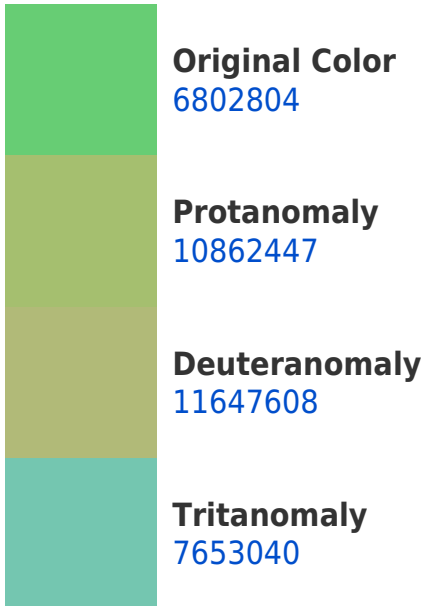 Original Color
6802804
Protanomaly
10862447
Deuteranomaly
11647608
Tritanomaly
7653040